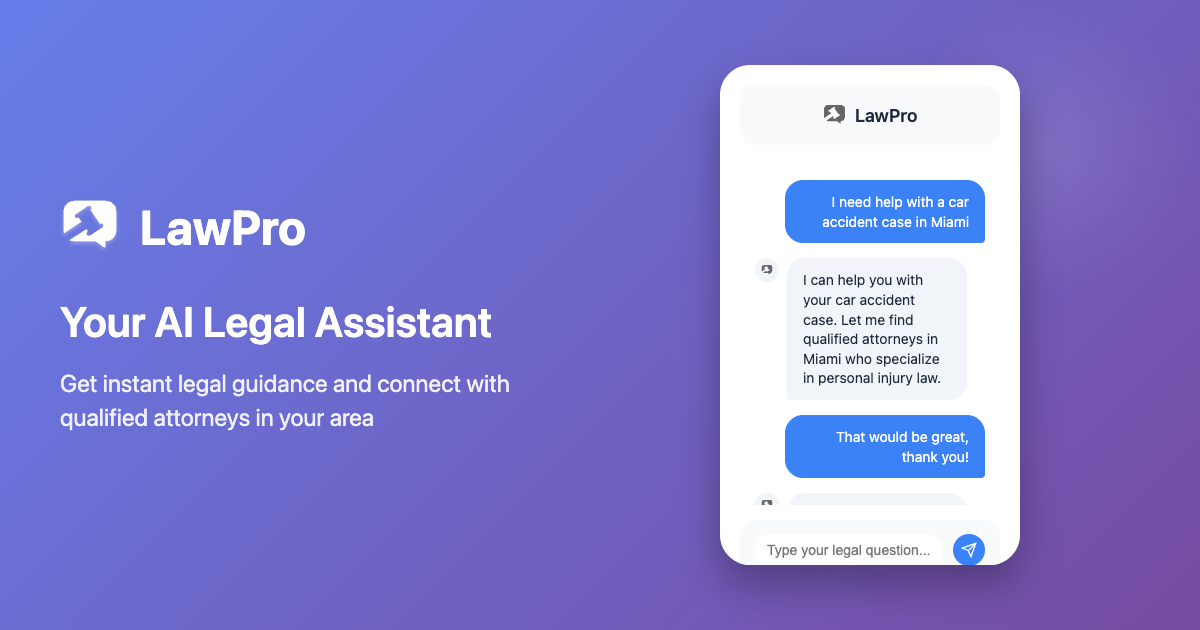 LawPro
Your AI Legal Assistant
Get instant legal guidance and connect with
qualified attorneys in your area
LawPro
I need help with a car
accident case in Miami
I can help you with
your car accident
case. Let me find
qualified attorneys in
Miami who specialize
in personal injury law.
That would be great,
thank you!
Type your legal question...